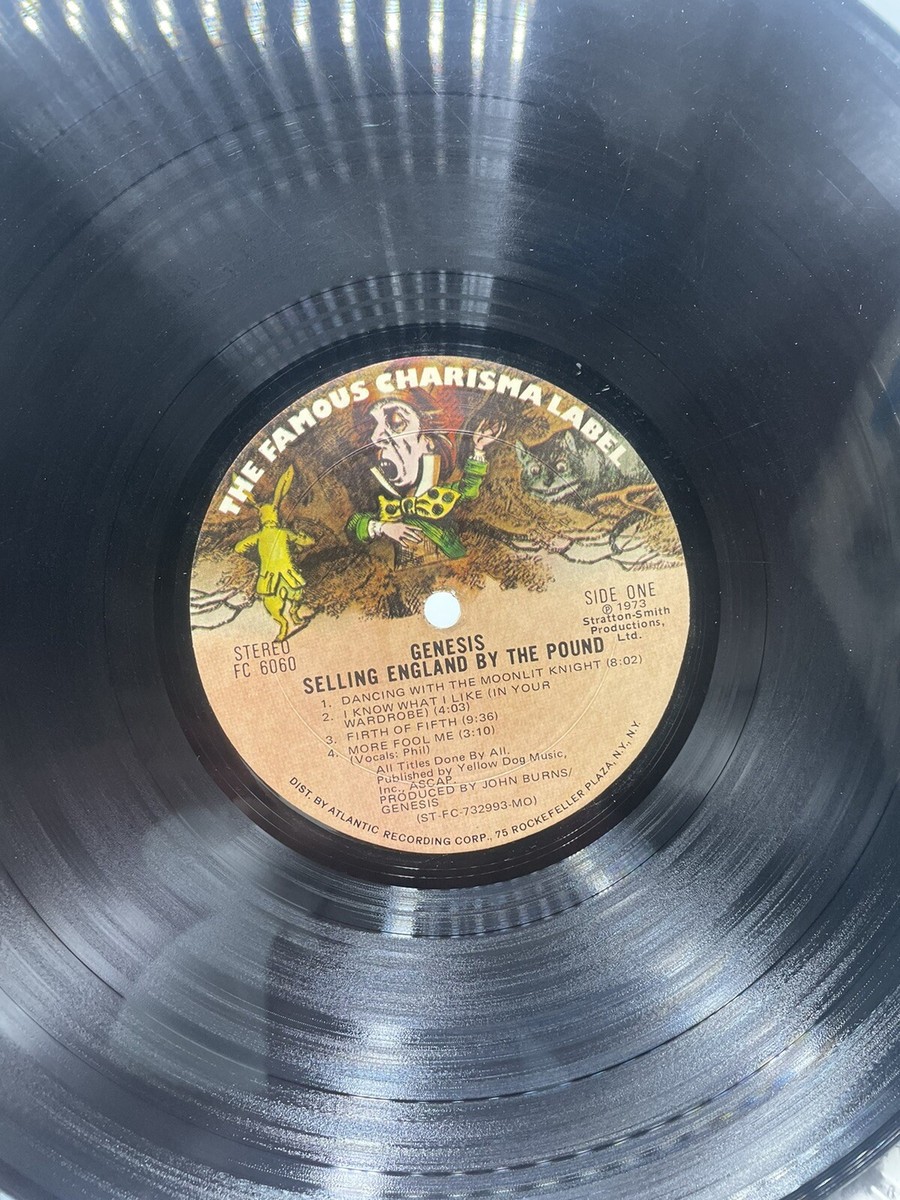 THE FAMOUS CHARISMA LABEL
SIDE ONE
℗ 1973
Stratton-Smith
Productions,
Ltd.
STEREO
FC 6060
GENESIS
SELLING ENGLAND BY THE POUND
1. DANCING WITH THE MOONLIT KNIGHT (8:02)
2. I KNOW WHAT I LIKE (IN YOUR
WARDROBE) (4:03)
3. FIRTH OF FIFTH (9:36)
4. MORE FOOL ME (3:10)
(Vocals: Phil)
All Titles Done By All.
Published by Yellow Dog Music,
Inc., ASCAP.
PRODUCED BY JOHN BURNS/
GENESIS
(ST-FC-732993-MO)
DIST. BY ATLANTIC RECORDING CORP., 75 ROCKEFELLER PLAZA, N.Y., N.Y.